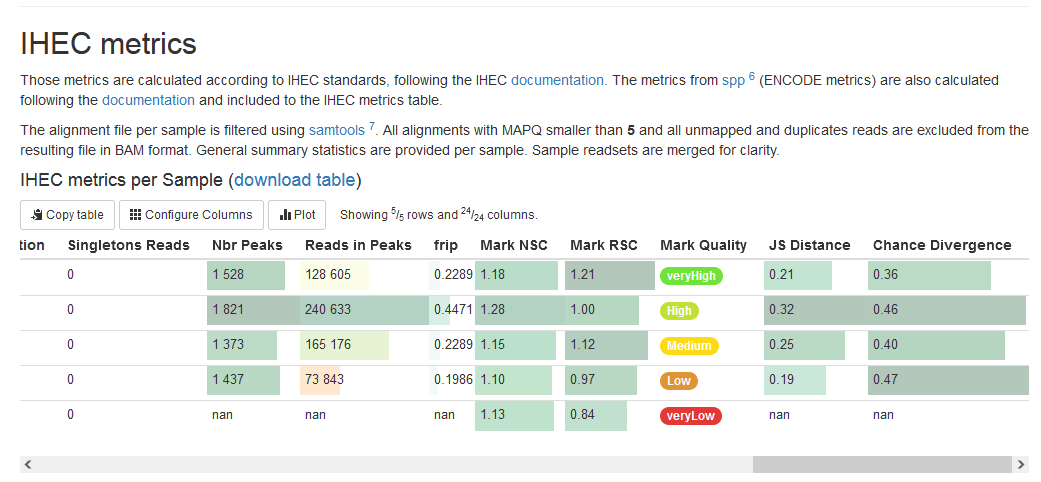 IHEC metrics
Those metrics are calculated according to IHEC standards, following the IHEC documentation. The metrics from spp 6 (ENCODE metrics) are also calculated
following the documentation and included to the IHEC metrics table.
The alignment file per sample is filtered using samtools 7. All alignments with MAPQ smaller than 5 and all unmapped and duplicates reads are excluded from the
resulting file in BAM format. General summary statistics are provided per sample. Sample readsets are merged for clarity.
IHEC metrics per Sample (download table)
Copy table Configure Columns Plot Showing 5/5 rows and 24/24 columns.
tion Singletons Reads Nbr Peaks Reads in Peaks frip Mark NSC Mark RSC Mark Quality JS Distance Chance Divergence
0 1 528 128 605 0.2289 1.18 1.21 veryHigh 0.21 0.36
0 1 821 240 633 0.4471 1.28 1.00 High 0.32 0.46
0 1 373 165 176 0.2289 1.15 1.12 Medium 0.25 0.40
0 1 437 73 843 0.1986 1.10 0.97 Low 0.19 0.47
0 nan nan nan 1.13 0.84 veryLow nan nan